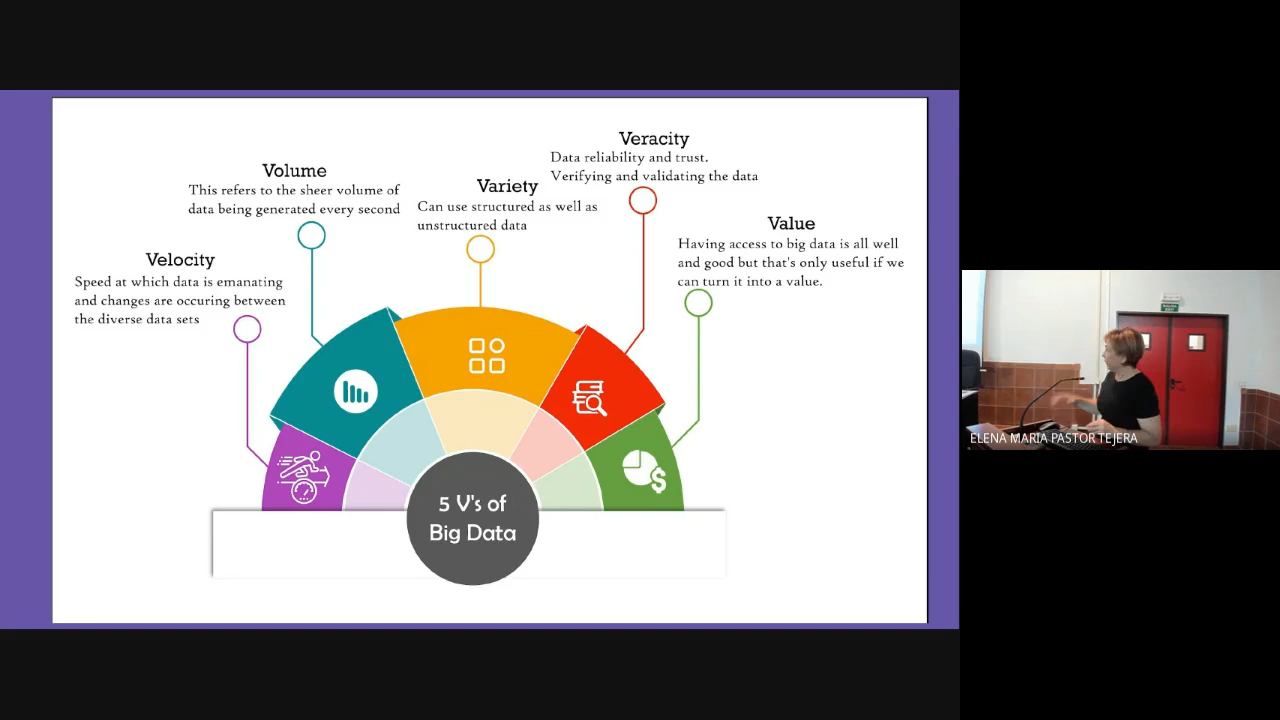 Veracity
Data reliability and trust.
Verifying and validating the data
Volume
This refers to the sheer volume of
data being generated every second
Variety
Can use structured as well as
unstructured data
Value
Having access to big data is all well
and good but that's only useful if we
can turn it into a value.
Velocity
Speed at which data is emanating
and changes are occuring between
the diverse data sets
5 V's of
Big Data
ELENA MARIA PASTOR TEJERA